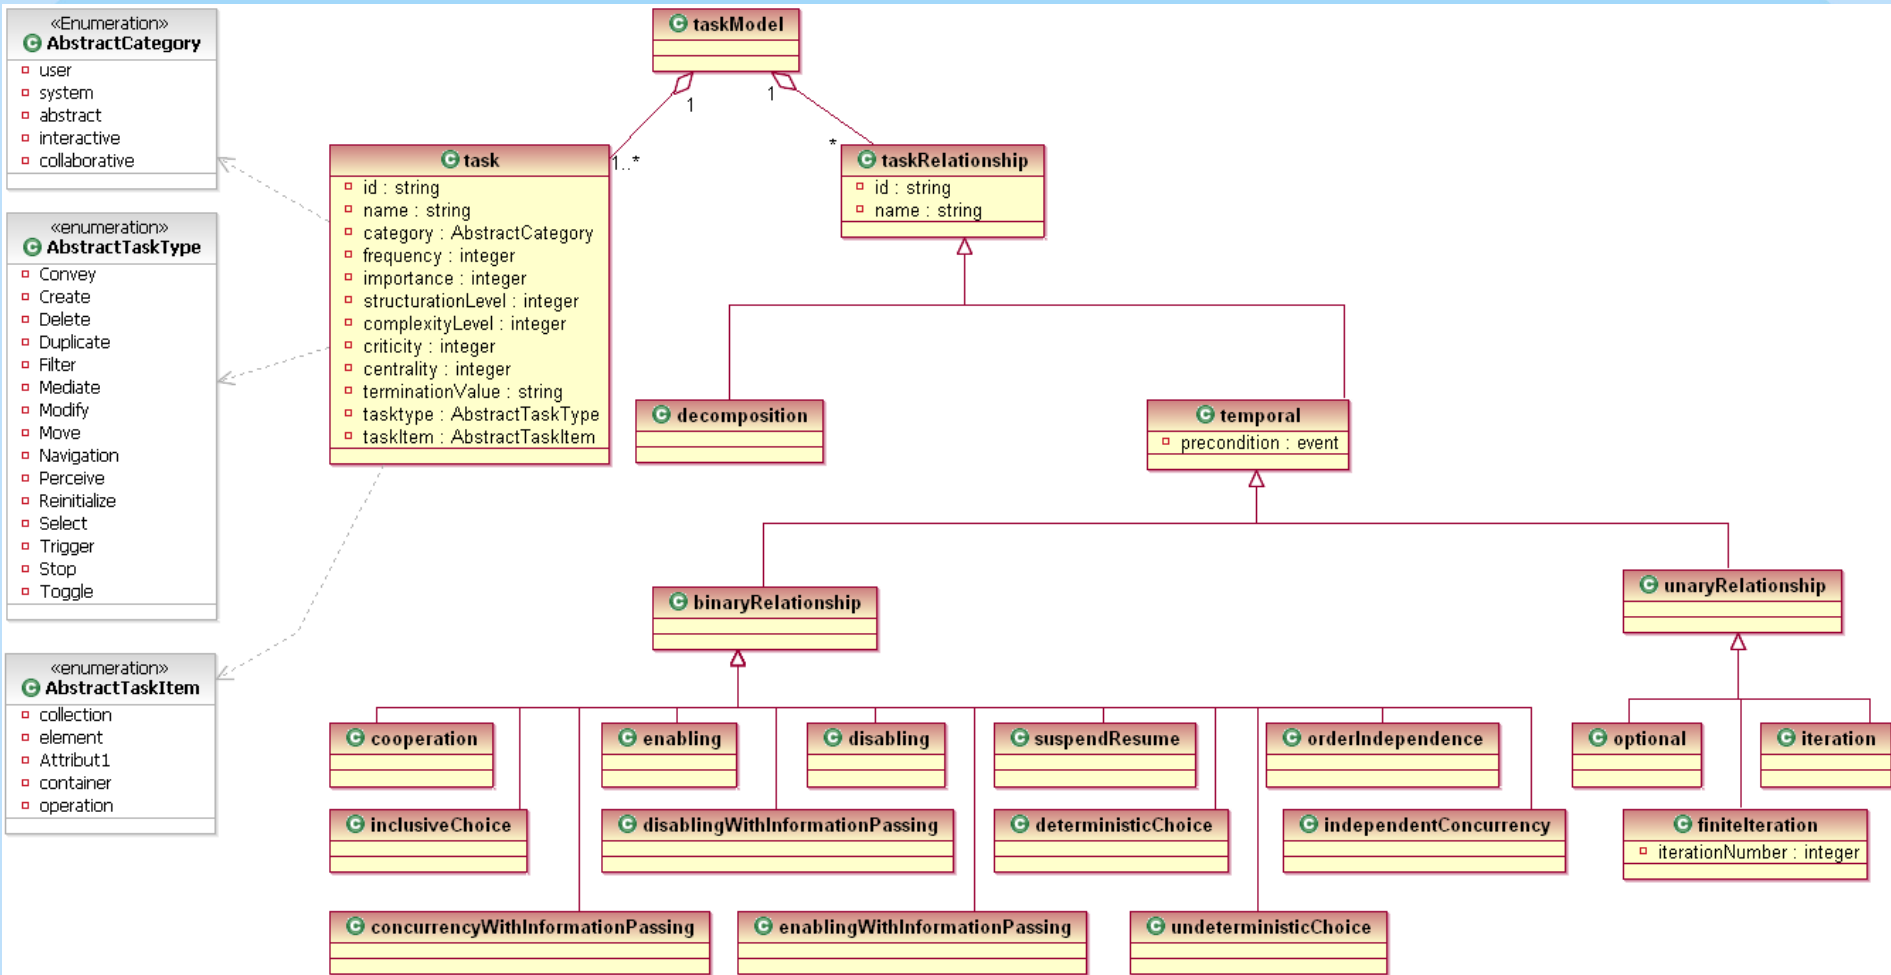 «Enumeration»
AbstractCategory
user
system
abstract
interactive
collaborative
«enumeration»
AbstractTaskType
Convey
Create
Delete
Duplicate
Filter
Mediate
Modify
Move
Navigation
Perceive
Reinitialize
Select
Trigger
Stop
Toggle
«enumeration»
AbstractTaskItem
collection
element
Attribut1
container
operation
taskModel
1
1
1..*
*
task
id : string
name : string
category : AbstractCategory
frequency : integer
importance : integer
structurationLevel : integer
complexityLevel : integer
criticity : integer
centrality : integer
terminationValue : string
tasktype : AbstractTaskType
taskItem : AbstractTaskItem
taskRelationship
id : string
name : string
decomposition
temporal
precondition : event
binaryRelationship
unaryRelationship
cooperation
enabling
disabling
suspendResume
orderIndependence
optional
iteration
inclusiveChoice
disablingWithInformationPassing
deterministicChoice
independentConcurrency
finiteIteration
iterationNumber : integer
concurrencyWithInformationPassing
enablingWithInformationPassing
undeterministicChoice